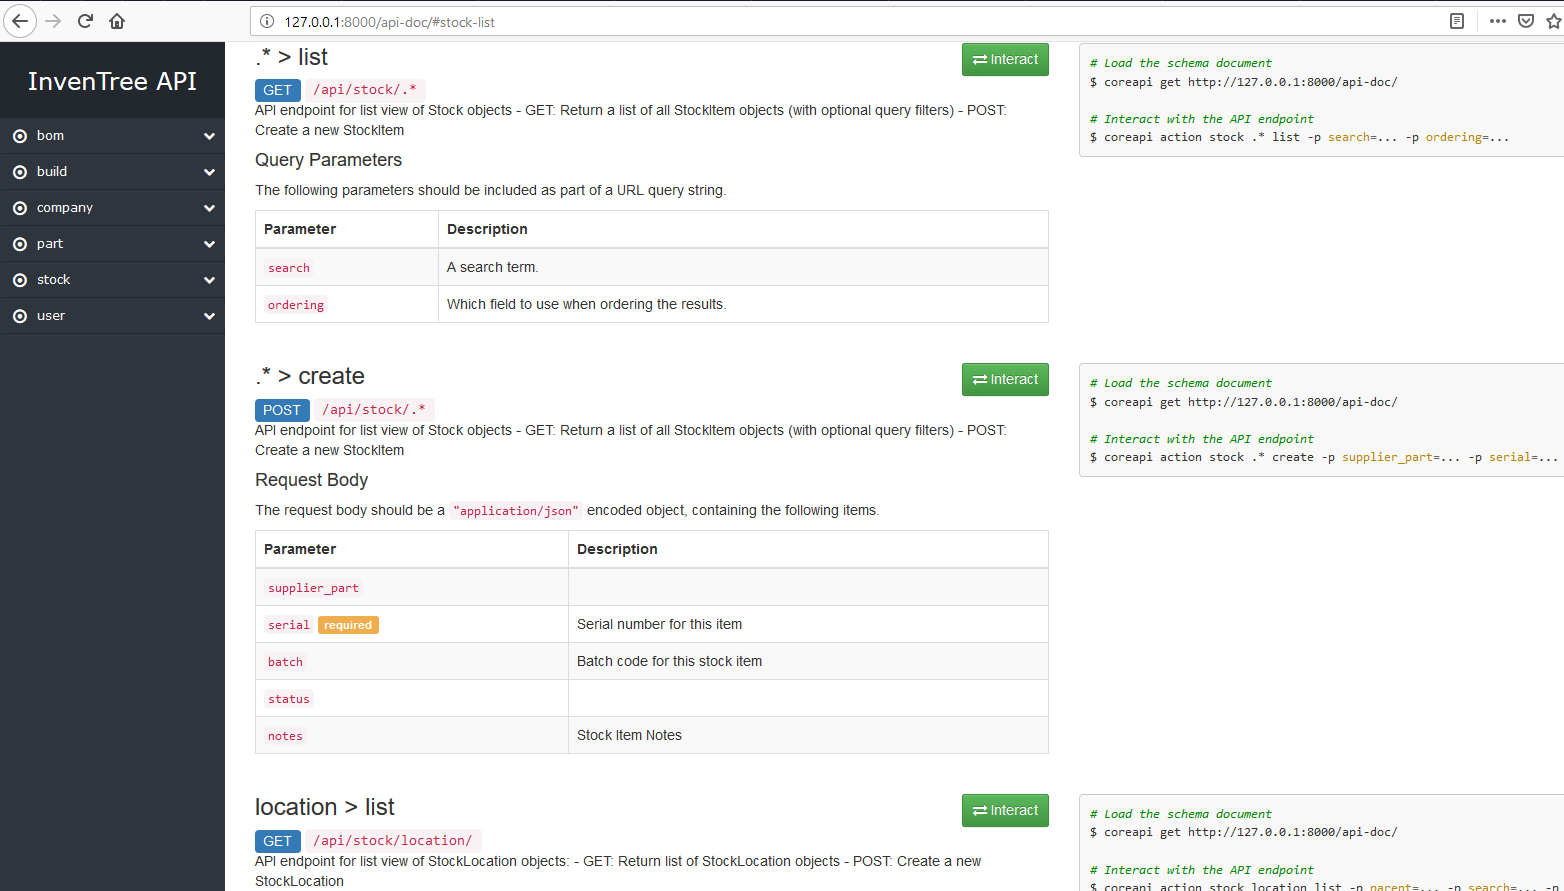 127.0.0.1:8000/api-doc/#stock-list
InvenTree API
bom
build
company
part
stock
user
.* > list
Interact
GET /api/stock/.*
API endpoint for list view of Stock objects - GET: Return a list of all StockItem objects (with optional query filters) - POST:
Create a new StockItem
Query Parameters
The following parameters should be included as part of a URL query string.
Parameter Description
search A search term.
ordering Which field to use when ordering the results.
# Load the schema document
$ coreapi get http://127.0.0.1:8000/api-doc/
# Interact with the API endpoint
$ coreapi action stock .* list -p search=... -p ordering=...
.* > create
Interact
POST /api/stock/.*
API endpoint for list view of Stock objects - GET: Return a list of all StockItem objects (with optional query filters) - POST:
Create a new StockItem
Request Body
The request body should be a "application/json" encoded object, containing the following items.
Parameter Description
supplier_part
serial required Serial number for this item
batch Batch code for this stock item
status
notes Stock Item Notes
# Load the schema document
$ coreapi get http://127.0.0.1:8000/api-doc/
# Interact with the API endpoint
$ coreapi action stock .* create -p supplier_part=... -p serial=...
location > list
Interact
GET /api/stock/location/
API endpoint for list view of StockLocation objects: - GET: Return list of StockLocation objects - POST: Create a new
StockLocation
# Load the schema document
$ coreapi get http://127.0.0.1:8000/api-doc/
# Interact with the API endpoint
$ coreapi action stock location list -p parent=... -p search=... -p